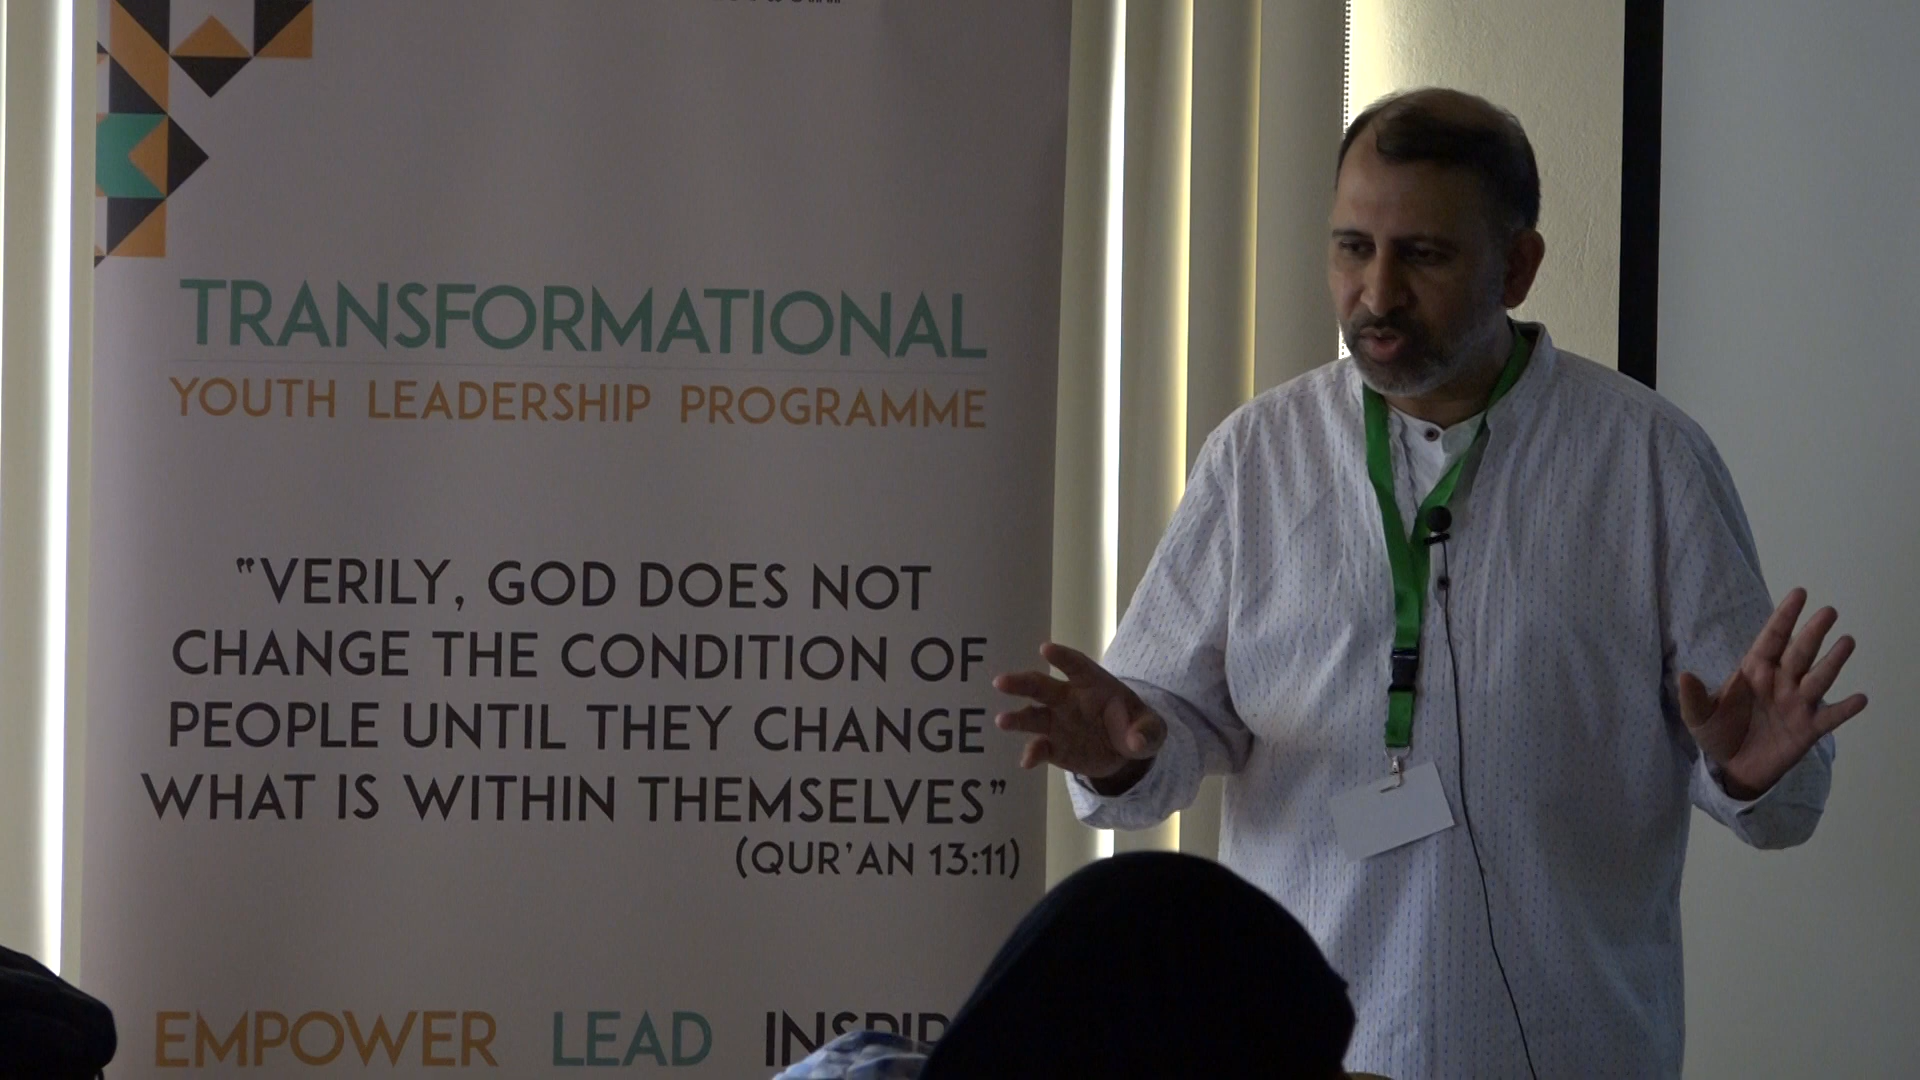 TRANSFORMATIONAL
YOUTH LEADERSHIP PROGRAMME
"VERILY, GOD DOES NOT
CHANGE THE CONDITION OF
PEOPLE UNTIL THEY CHANGE
WHAT IS WITHIN THEMSELVES"
(QUR'AN 13:11)
EMPOWER LEAD